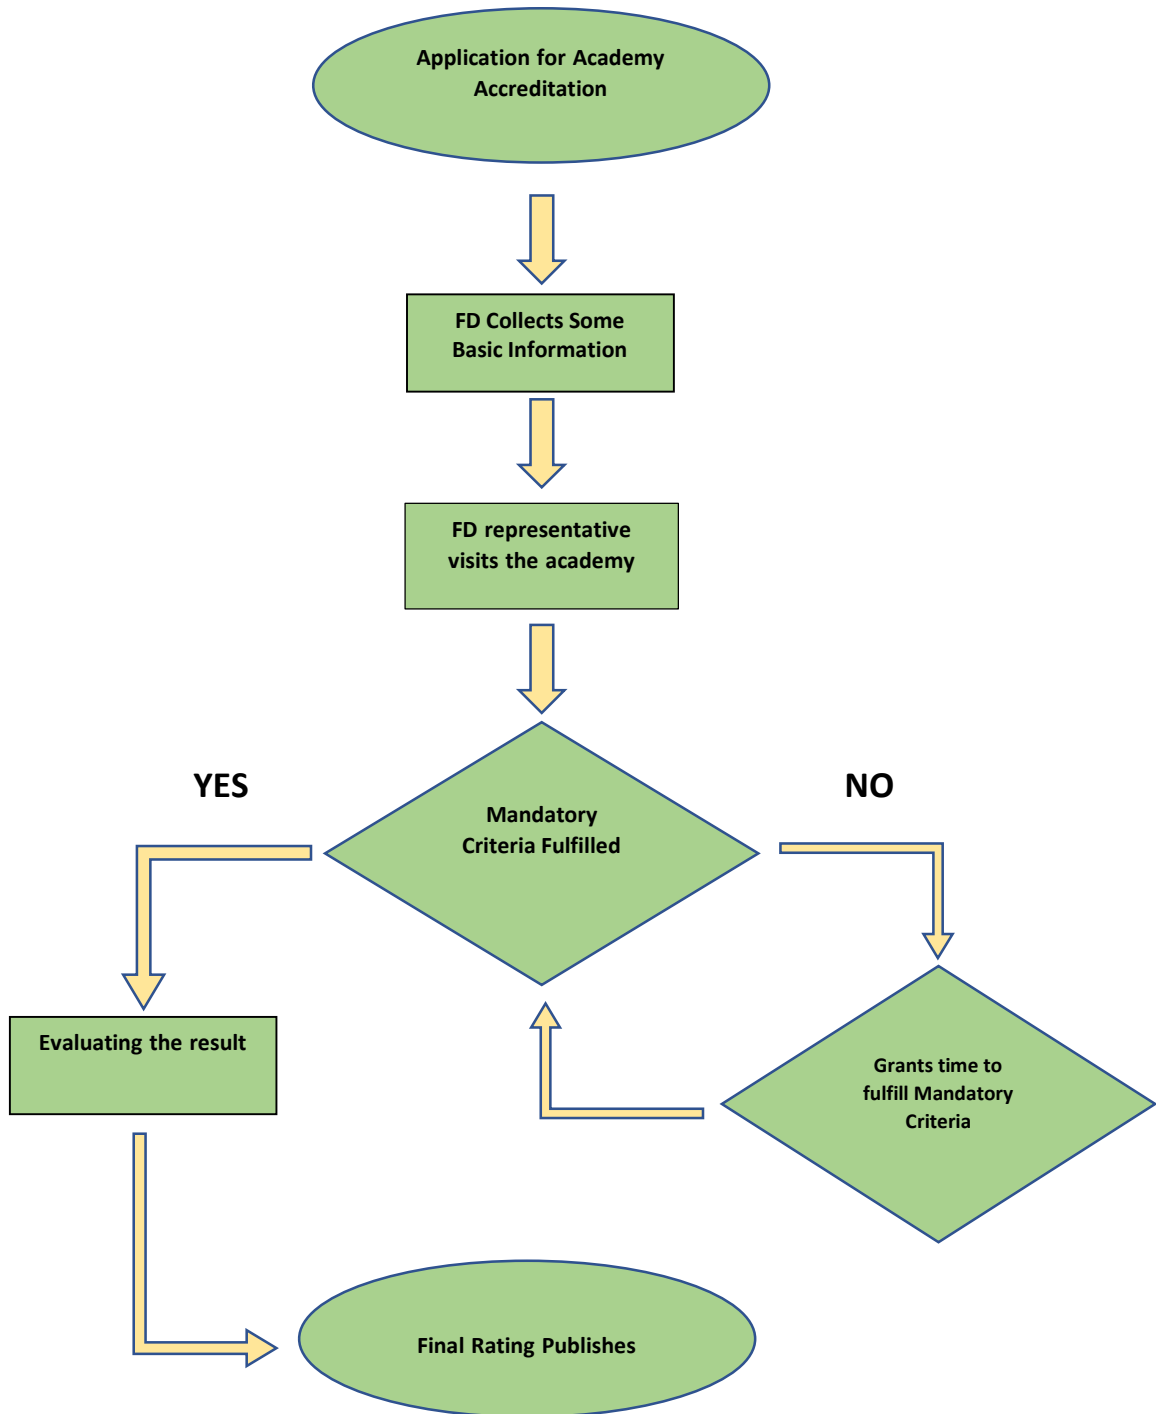 Application for Academy
Accreditation
FD Collects Some
Basic Information
FD representative
visits the academy
YES
NO
Mandatory
Criteria Fulfilled
Evaluating the result
Grants time to
fulfill Mandatory
Criteria
Final Rating Publishes